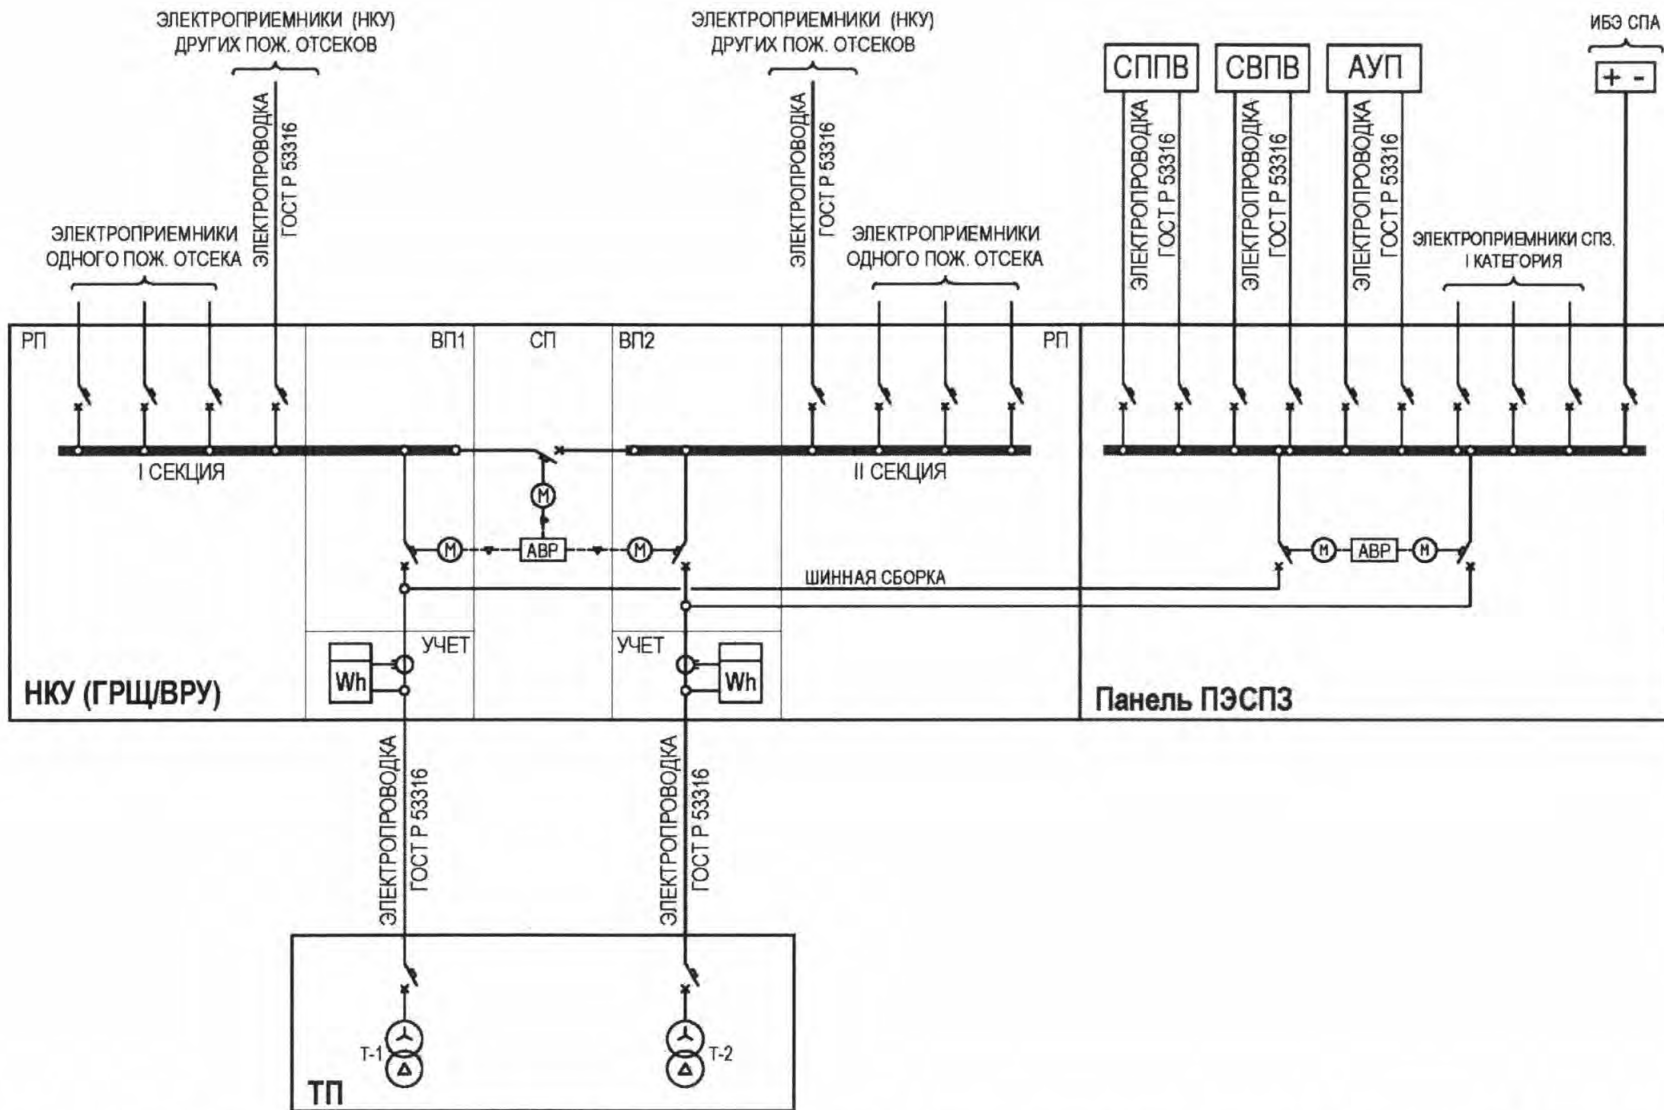 ЭЛЕКТРОПРИЕМНИКИ (НКУ)
ДРУГИХ ПОЖ. ОТСЕКОВ
ЭЛЕКТРОПРИЕМНИКИ (НКУ)
ДРУГИХ ПОЖ. ОТСЕКОВ
ИБЭ СПА
+ -
СППВ
СВПВ
АУП
ЭЛЕКТРОПРОВОДКА
ГОСТ Р 53316
ЭЛЕКТРОПРОВОДКА
ГОСТ Р 53316
ЭЛЕКТРОПРОВОДКА
ГОСТ Р 53316
ЭЛЕКТРОПРОВОДКА
ГОСТ Р 53316
ЭЛЕКТРОПРОВОДКА
ГОСТ Р 53316
ЭЛЕКТРОПРИЕМНИКИ
ОДНОГО ПОЖ. ОТСЕКА
ЭЛЕКТРОПРИЕМНИКИ
ОДНОГО ПОЖ. ОТСЕКА
ЭЛЕКТРОПРИЕМНИКИ СПЗ.
I КАТЕГОРИЯ
РП
ВП1
СП
ВП2
РП
I СЕКЦИЯ
II СЕКЦИЯ
М
М
АВР
М
М
АВР
М
ШИННАЯ СБОРКА
УЧЕТ
УЧЕТ
Wh
Wh
НКУ (ГРЩ/ВРУ)
Панель ПЭСПЗ
ЭЛЕКТРОПРОВОДКА
ГОСТ Р 53316
ЭЛЕКТРОПРОВОДКА
ГОСТ Р 53316
Т-1
Т-2
ТП